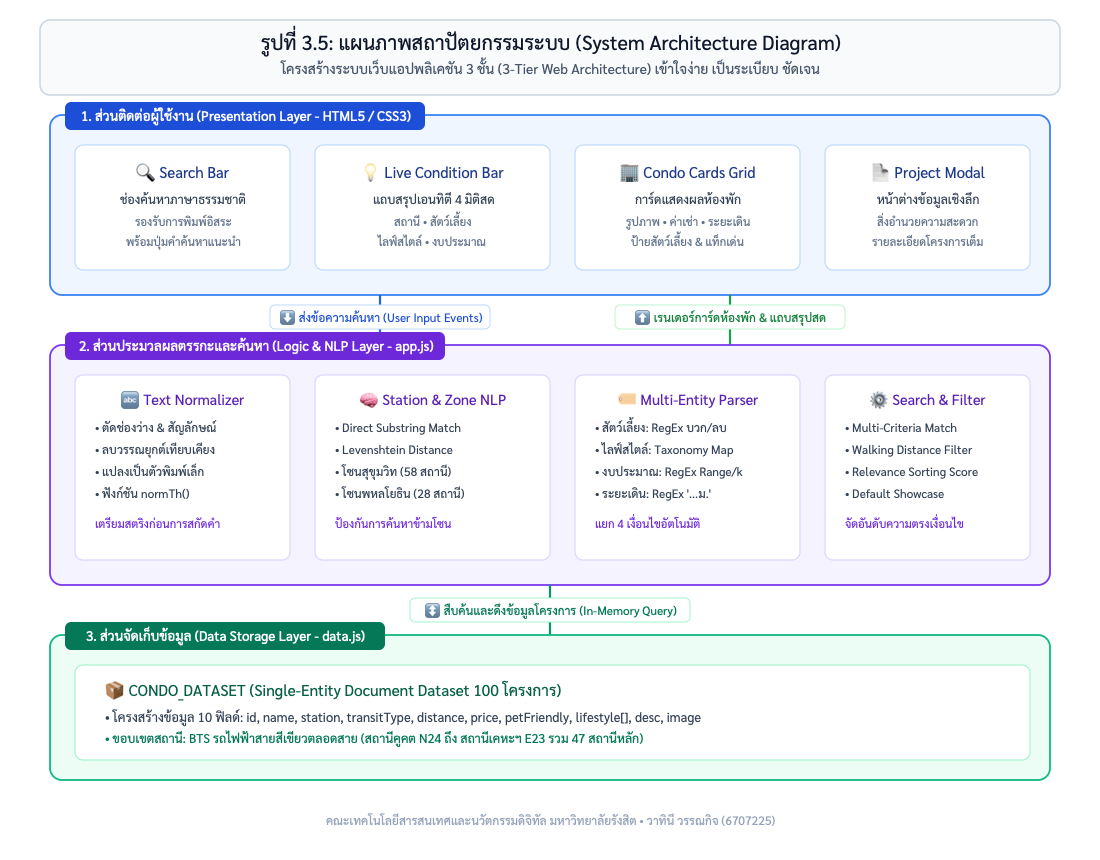 รูปที่ 3.5: แผนภาพสถาปัตยกรรมระบบ (System Architecture Diagram)
โครงสร้างระบบเว็บแอปพลิเคชัน 3 ชั้น (3-Tier Web Architecture) เข้าใจง่าย เป็นระเบียบ ชัดเจน
1. ส่วนติดต่อผู้ใช้งาน (Presentation Layer - HTML5 / CSS3)
🔍 Search Bar
ช่องค้นหาภาษาธรรมชาติ
รองรับการพิมพ์อิสระ
พร้อมปุ่มคำค้นหาแนะนำ
💡 Live Condition Bar
แถบสรุปเอนทิตี 4 มิติสด
สถานี • สัตว์เลี้ยง
ไลฟ์สไตล์ • งบประมาณ
🏢 Condo Cards Grid
การ์ดแสดงผลห้องพัก
รูปภาพ • ค่าเช่า • ระยะเดิน
ป้ายสัตว์เลี้ยง & แท็กเด่น
📄 Project Modal
หน้าต่างข้อมูลเชิงลึก
สิ่งอำนวยความสะดวก
รายละเอียดโครงการเต็ม
⬇️ ส่งข้อความค้นหา (User Input Events)
⬆️ เรนเดอร์การ์ดห้องพัก & แถบสรุปสด
2. ส่วนประมวลผลตรรกะและค้นหา (Logic & NLP Layer - app.js)
🔤 Text Normalizer
• ตัดช่องว่าง & สัญลักษณ์
• ลบวรรณยุกต์เทียบเคียง
• แปลงเป็นตัวพิมพ์เล็ก
• ฟังก์ชัน normTh()
เตรียมสตริงก่อนการสกัดคำ
🧠 Station & Zone NLP
• Direct Substring Match
• Levenshtein Distance
• โซนสุขุมวิท (58 สถานี)
• โซนพหลโยธิน (28 สถานี)
ป้องกันการค้นหาข้ามโซน
🏷️ Multi-Entity Parser
• สัตว์เลี้ยง: RegEx บวก/ลบ
• ไลฟ์สไตล์: Taxonomy Map
• งบประมาณ: RegEx Range/k
• ระยะเดิน: RegEx '...ม.'
แยก 4 เงื่อนไขอัตโนมัติ
⚙️ Search & Filter
• Multi-Criteria Match
• Walking Distance Filter
• Relevance Sorting Score
• Default Showcase
จัดอันดับความตรงเงื่อนไข
↕️ สืบค้นและดึงข้อมูลโครงการ (In-Memory Query)
3. ส่วนจัดเก็บข้อมูล (Data Storage Layer - data.js)
📦 CONDO_DATASET (Single-Entity Document Dataset 100 โครงการ)
• โครงสร้างข้อมูล 10 ฟิลด์: id, name, station, transitType, distance, price, petFriendly, lifestyle[], desc, image
• ขอบเขตสถานี: BTS รถไฟฟ้าสายสีเขียวตลอดสาย (สถานีคูคต N24 ถึง สถานีเคหะฯ E23 รวม 47 สถานีหลัก)
คณะเทคโนโลยีสารสนเทศและนวัตกรรมดิจิทัล มหาวิทยาลัยรังสิต • วาทินี วรรณกิจ (6707225)